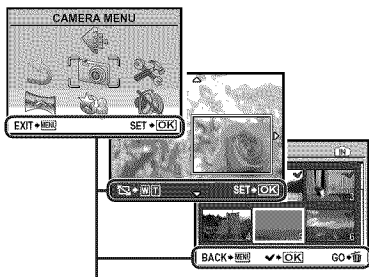 CAMERA MENU
EXIT MENU SET OK
W T SET OK
IN
BACK MENU OK GO